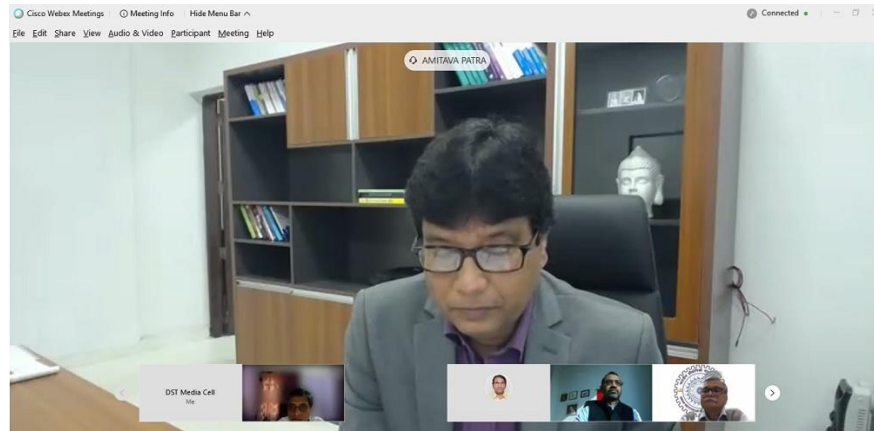 Cisco Webex Meetings Meeting Info Hide Menu Bar Connected
File Edit Share View Audio & Video Participant Meeting Help
AMITAVA PATRA
DST Media Cell
Me